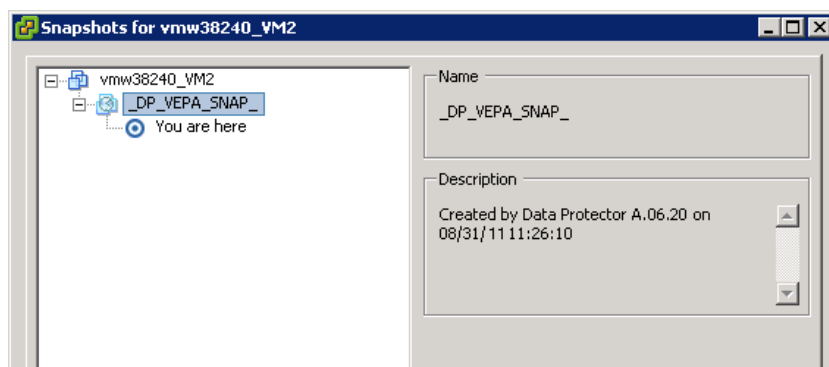 Snapshots for vmw38240_VM2
vmw38240_VM2
_DP_VEPA_SNAP_
You are here
Name
_DP_VEPA_SNAP_
Description
Created by Data Protector A.06.20 on
08/31/11 11:26:10